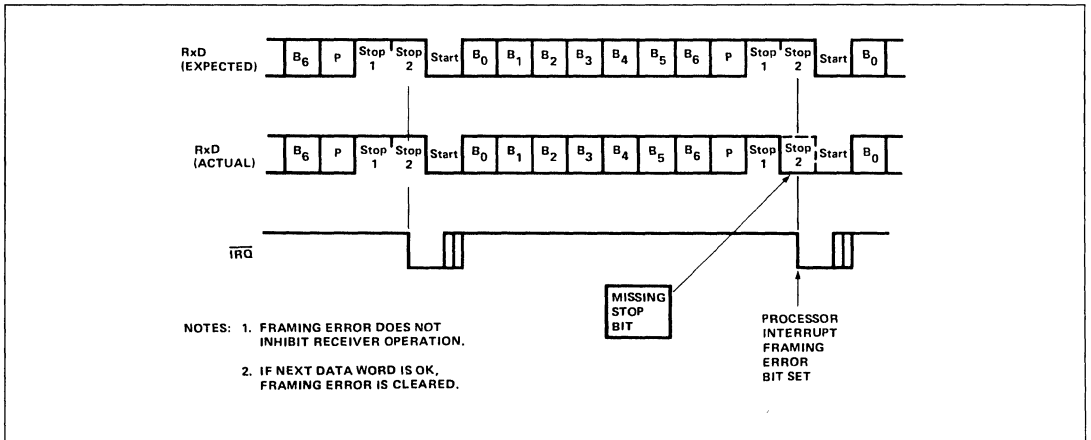 RxD
(EXPECTED)
B6 P Stop 1 Stop 2 Start B0 B1 B2 B3 B4 B5 B6 P Stop 1 Stop 2 Start B0
RxD
(ACTUAL)
B6 P Stop 1 Stop 2 Start B0 B1 B2 B3 B4 B5 B6 P Stop 1 Stop 2 Start B0
IRQ
MISSING
STOP
BIT
PROCESSOR
INTERRUPT
FRAMING
ERROR
BIT SET
NOTES: 1. FRAMING ERROR DOES NOT
INHIBIT RECEIVER OPERATION.
2. IF NEXT DATA WORD IS OK,
FRAMING ERROR IS CLEARED.